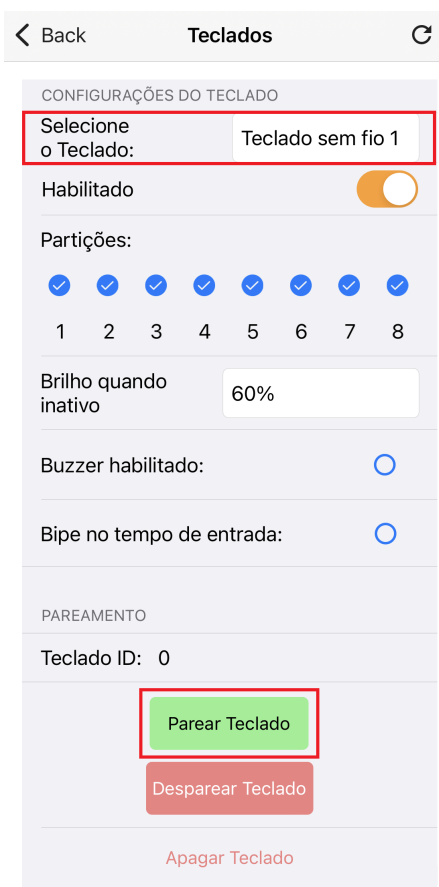 Back Teclados
CONFIGURAÇÕES DO TECLADO
Selecione
o Teclado:
Teclado sem fio 1
Habilitado
Partições:
1 2 3 4 5 6 7 8
Brilho quando
inativo
60%
Buzzer habilitado:
Bipe no tempo de entrada:
PAREAMENTO
Teclado ID: 0
Parear Teclado
Desparear Teclado
Apagar Teclado